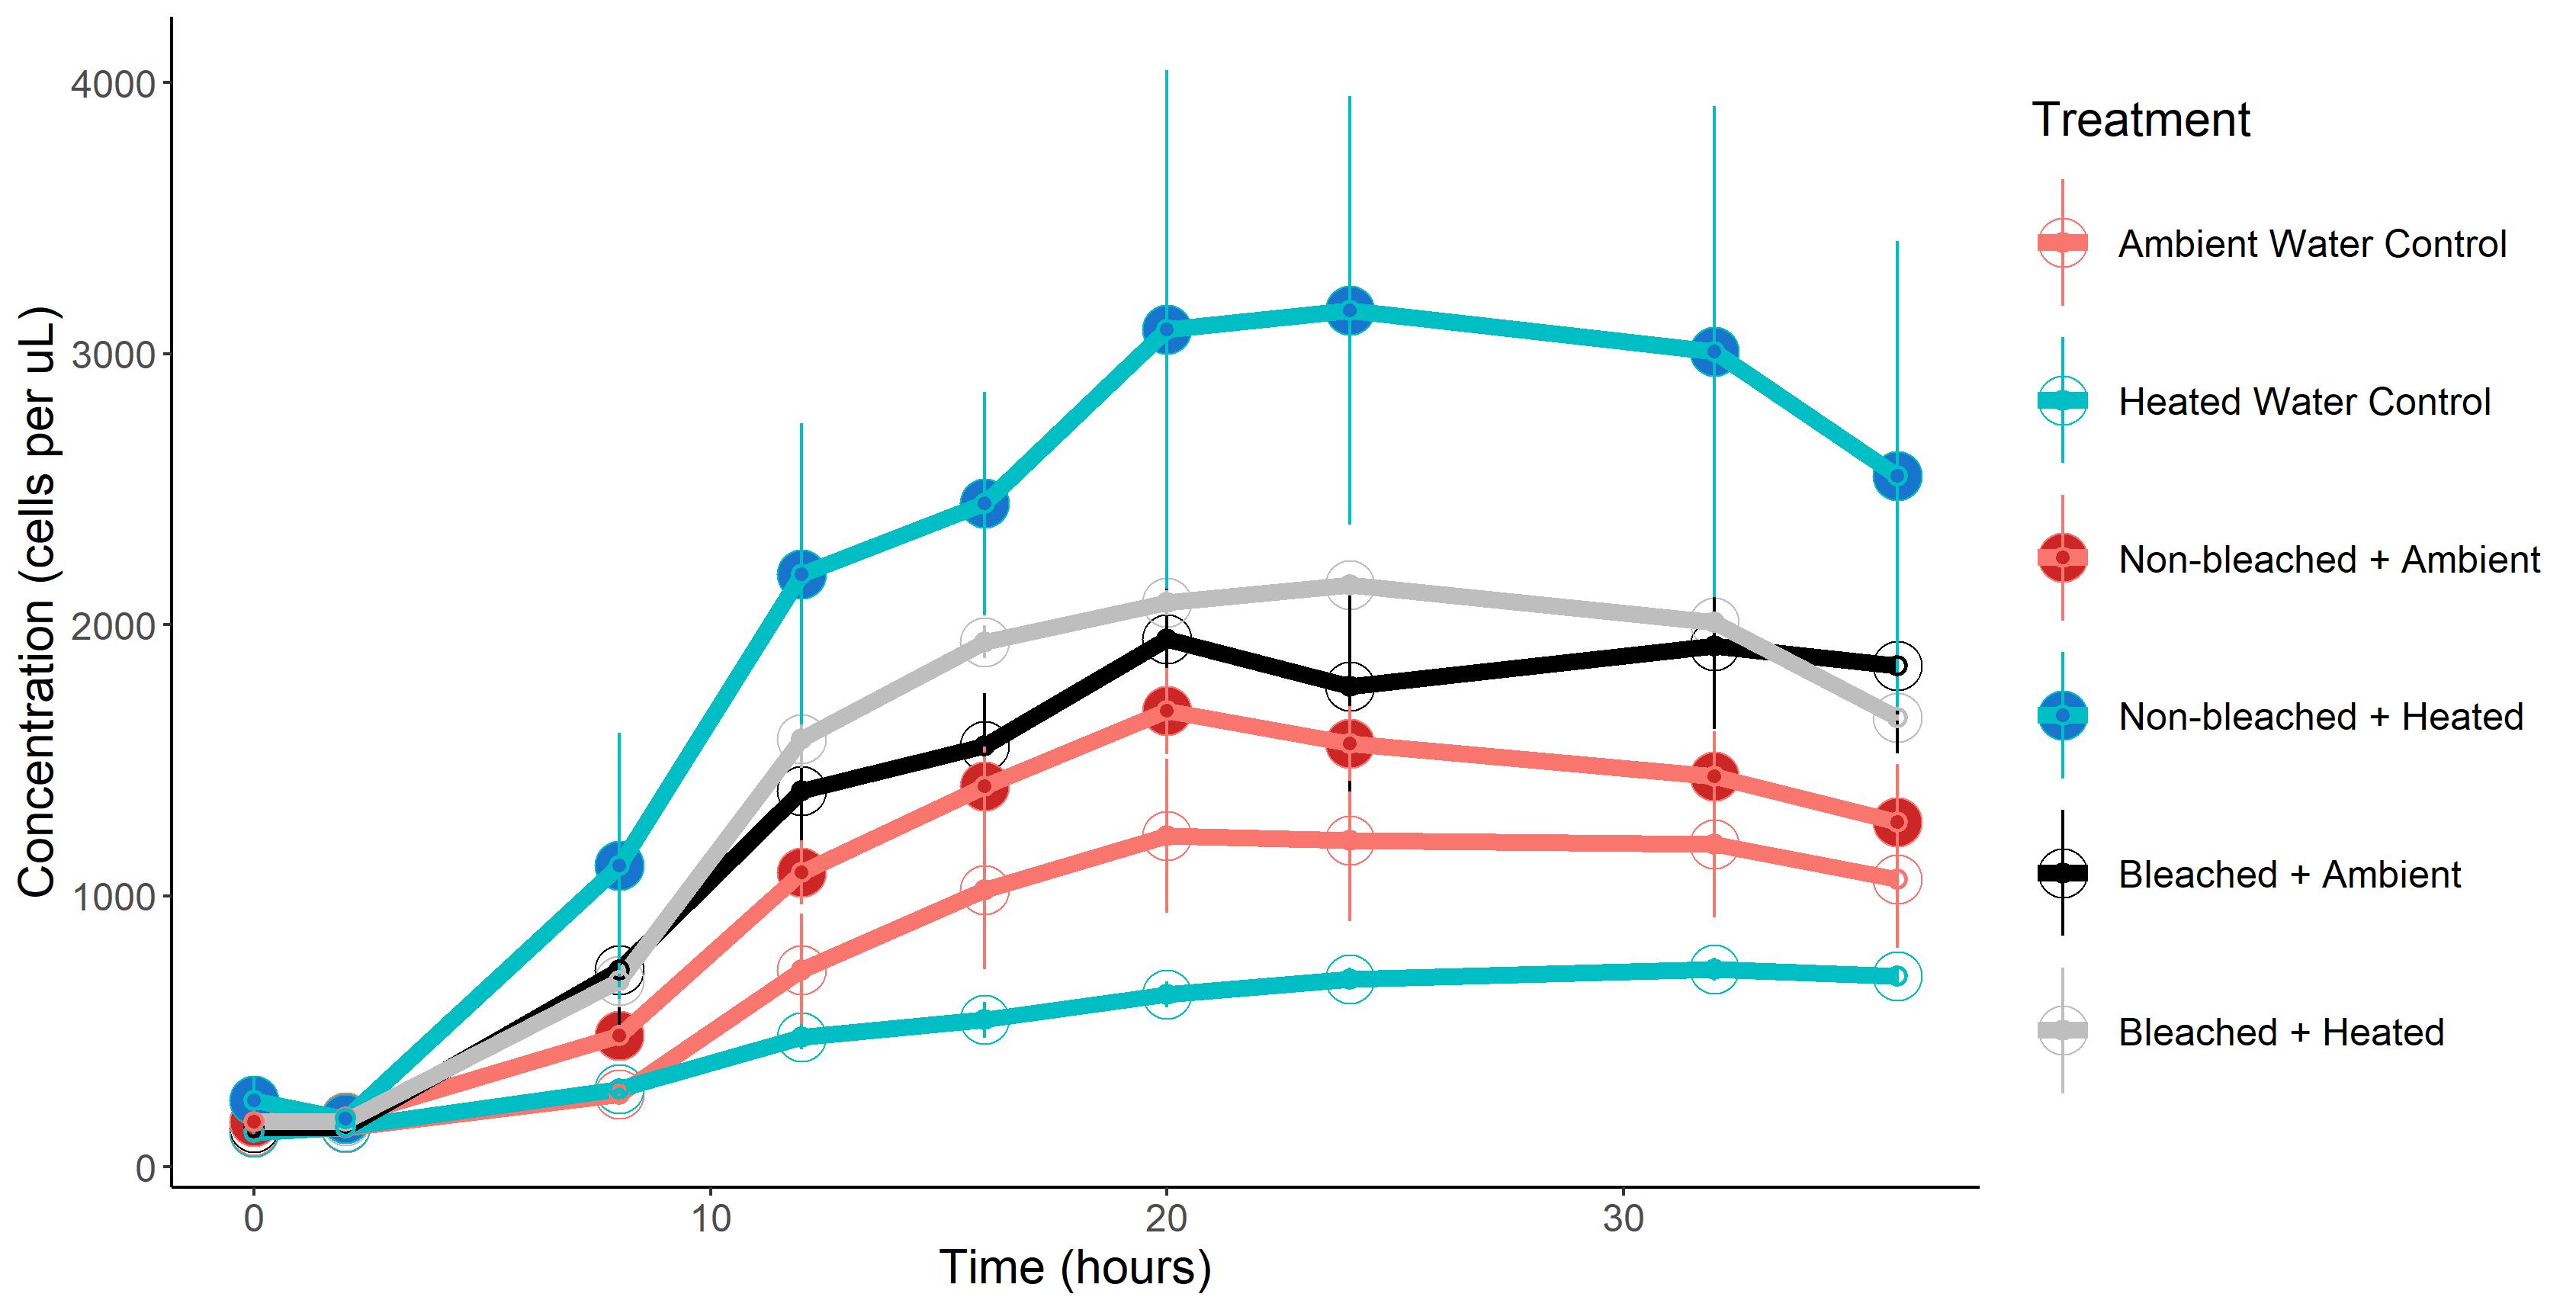 4000
3000
2000
1000
0
Concentration (cells per uL)
0 10 20 30
Time (hours)
Treatment
Ambient Water Control
Heated Water Control
Non-bleached + Ambient
Non-bleached + Heated
Bleached + Ambient
Bleached + Heated